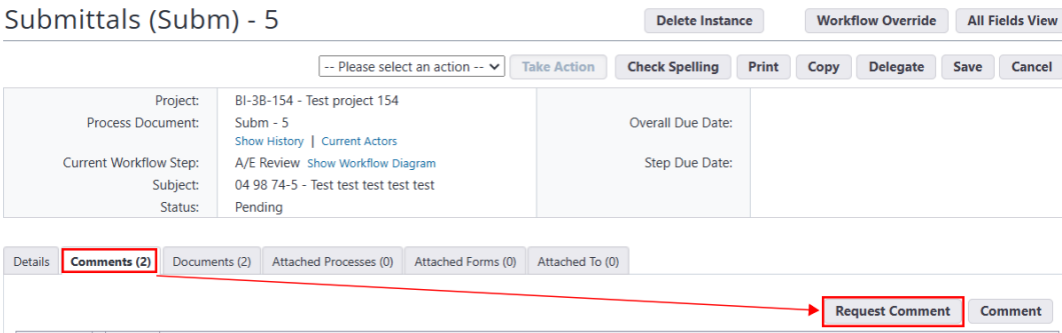 Submittals (Subm) - 5
Delete Instance Workflow Override All Fields View
-- Please select an action -- Take Action Check Spelling Print Copy Delegate Save Cancel
Project: BI-3B-154 - Test project 154
Process Document: Subm - 5 Overall Due Date:
Show History | Current Actors
Current Workflow Step: A/E Review Show Workflow Diagram Step Due Date:
Subject: 04 98 74-5 - Test test test test test
Status: Pending
Details Comments (2) Documents (2) Attached Processes (0) Attached Forms (0) Attached To (0)
Request Comment Comment